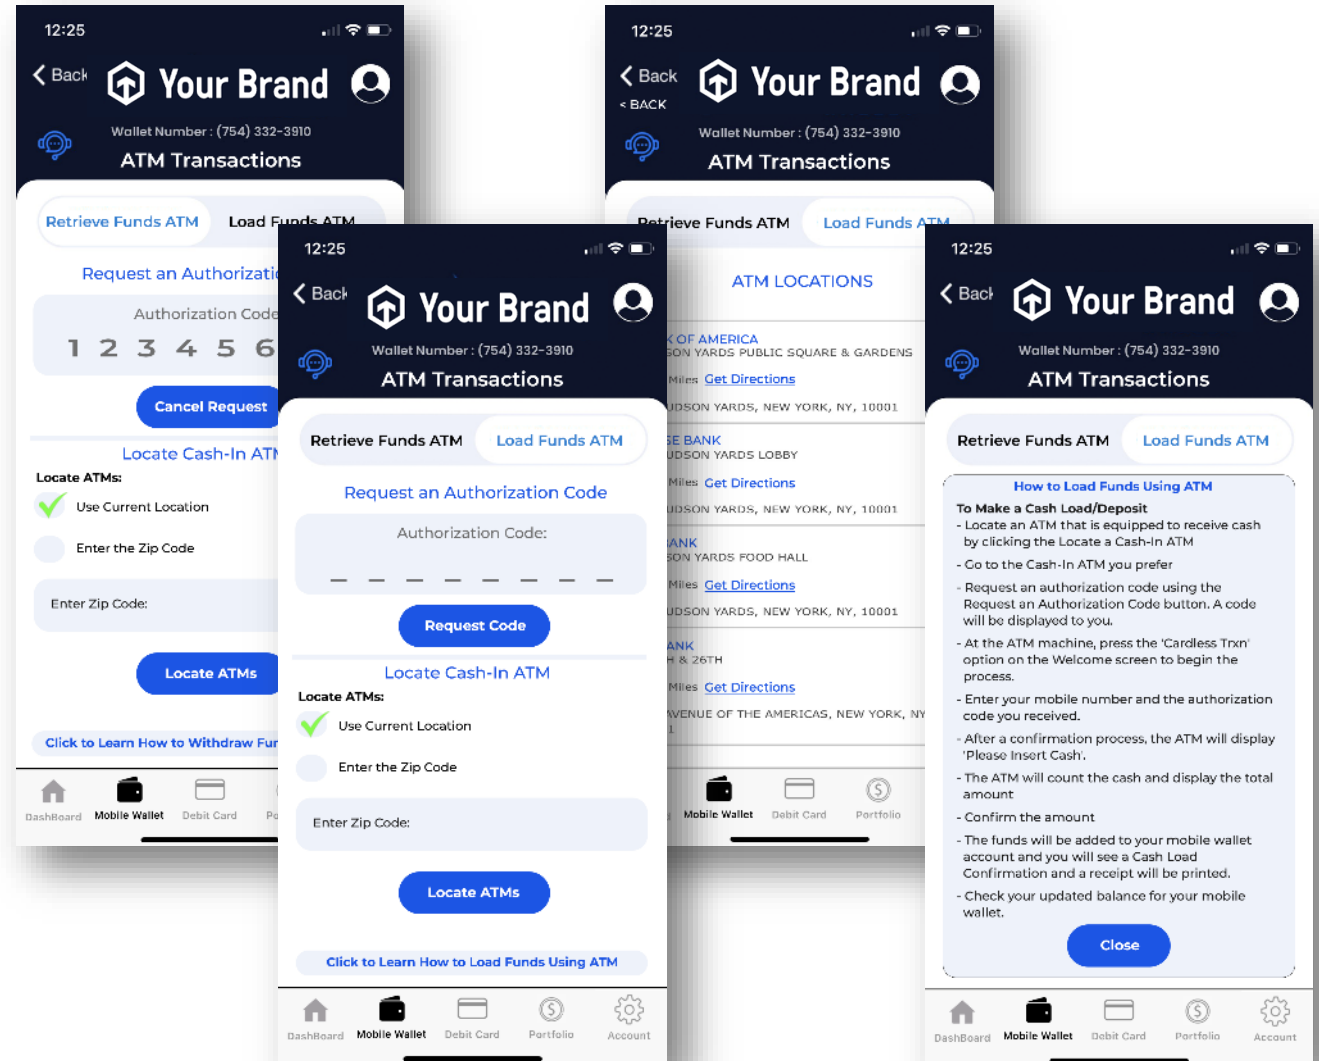 12:25
Back
Your Brand
Wallet Number : (754) 332-3910
ATM Transactions
Retrieve Funds ATM
Load Funds ATM
Request an
Authorization Code
1 2 3 4 5 6
Cancel Request
Locate Cash-In ATM
Locate ATMs:
Use Current Location
Enter the Zip Code
Enter Zip Code:
Locate ATMs
Click to Learn How to Withdraw
DashBoard
Mobile Wallet
Debit Card
12:25
Back
Your Brand
Wallet Number : (754) 332-3910
ATM Transactions
Retrieve Funds ATM
Load Funds ATM
Request an Authorization Code
Authorization Code:
_ _ _ _ _ _ _ _
Request Code
Locate Cash-In ATM
Locate ATMs:
Use Current Location
Enter the Zip Code
Enter Zip Code:
Locate ATMs
Click to Learn How to Load Funds Using ATM
DashBoard
Mobile Wallet
Debit Card
Portfolio
Account
12:25
Back
< BACK
Your Brand
Wallet Number : (754) 332-3910
ATM Transactions
Retrieve Funds ATM
Load Funds ATM
ATM LOCATIONS
OF AMERICA
YARDS PUBLIC SQUARE & GARDENS
Miles Get Directions
YARDS, NEW YORK, NY, 10001
BANK
YARDS LOBBY
Miles Get Directions
YARDS, NEW YORK, NY, 10001
YARDS FOOD HALL
Miles Get Directions
YARDS, NEW YORK, NY, 10001
& 26TH
Miles Get Directions
AVENUE OF THE AMERICAS, NEW YORK, NY
Mobile Wallet
Debit Card
Portfolio
12:25
Back
Your Brand
Wallet Number : (754) 332-3910
ATM Transactions
Retrieve Funds ATM
Load Funds ATM
How to Load Funds Using ATM
To Make a Cash Load/Deposit
- Locate an ATM that is equipped to receive cash
by clicking the Locate a Cash-In ATM
- Go to the Cash-In ATM you prefer
- Request an authorization code using the
Request an Authorization Code button. A code
will be displayed to you.
- At the ATM machine, press the 'Cardless Trxn'
option on the Welcome screen to begin the
process.
- Enter your mobile number and the authorization
code you received.
- After a confirmation process, the ATM will display
'Please Insert Cash'.
- The ATM will count the cash and display the total
amount
- Confirm the amount
- The funds will be added to your mobile wallet
account and you will see a Cash Load
Confirmation and a receipt will be printed.
- Check your updated balance for your mobile
wallet.
Close
DashBoard
Mobile Wallet
Debit Card
Portfolio
Account